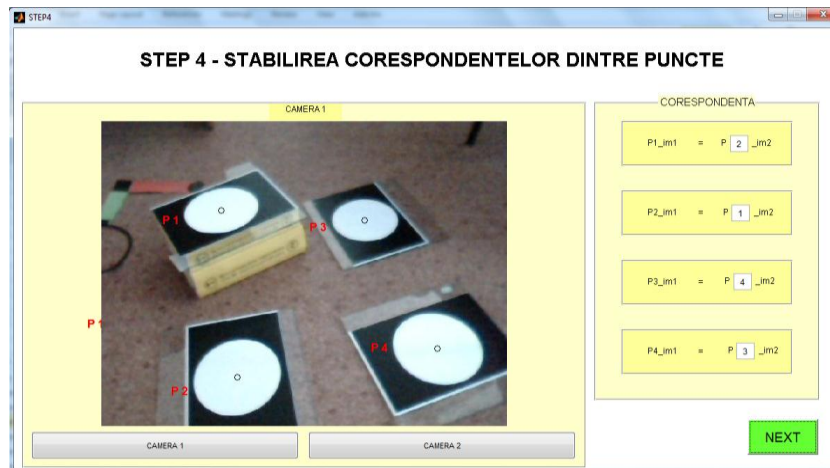 STEP4
STEP 4 - STABILIREA CORESPONDENTELOR DINTRE PUNCTE
CAMERA 1
P 1
P 3
P 1
P 4
P 2
CAMERA 1
CAMERA 2
CORESPONDENTA
P1_im1 = P 2 _im2
P2_im1 = P 1 _im2
P3_im1 = P 4 _im2
P4_im1 = P 3 _im2
NEXT